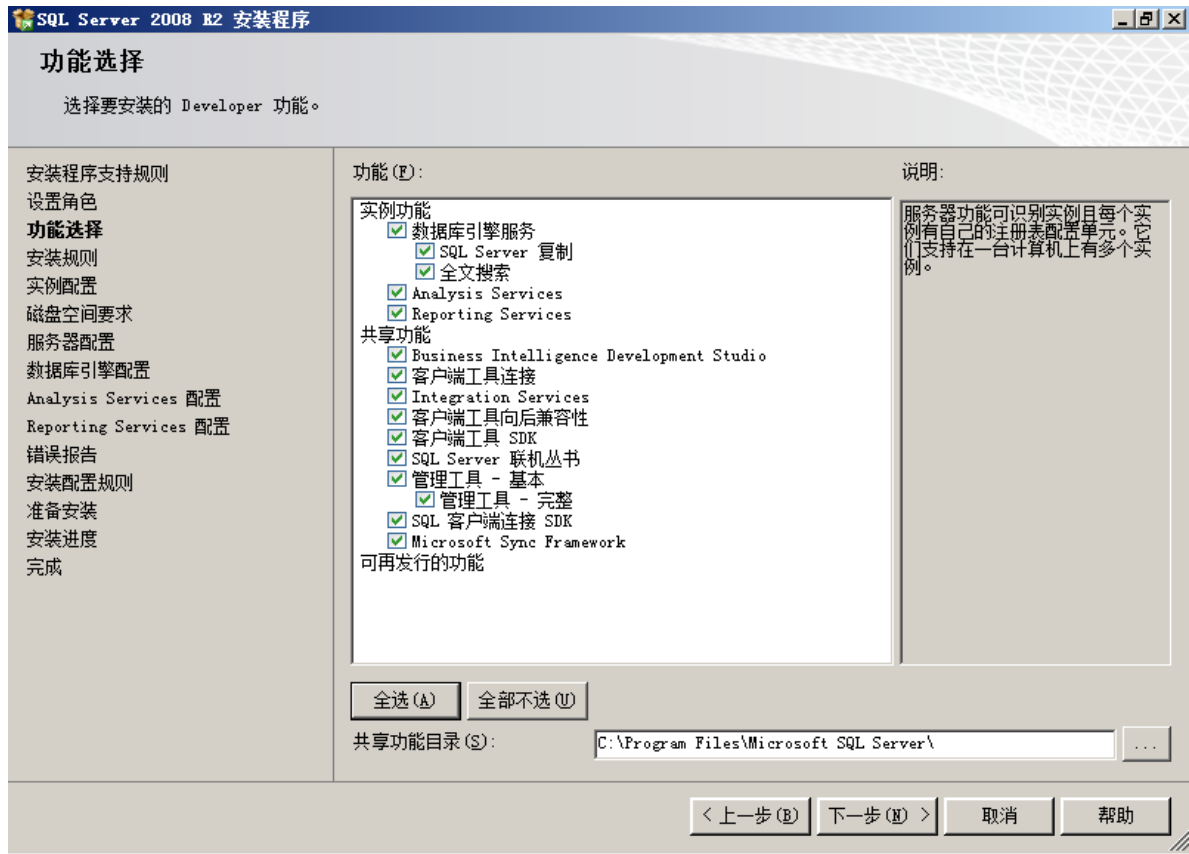 SQL Server 2008 R2 安装程序
功能选择
选择要安装的 Developer 功能。
安装程序支持规则
设置角色
功能选择
安装规则
实例配置
磁盘空间要求
服务器配置
数据库引擎配置
Analysis Services 配置
Reporting Services 配置
错误报告
安装配置规则
准备安装
安装进度
完成
功能(F):
实例功能
数据库引擎服务
SQL Server 复制
全文搜索
Analysis Services
Reporting Services
共享功能
Business Intelligence Development Studio
客户端工具连接
Integration Services
客户端工具向后兼容性
客户端工具 SDK
SQL Server 联机丛书
管理工具 - 基本
管理工具 - 完整
SQL 客户端连接 SDK
Microsoft Sync Framework
可再发行的功能
说明:
服务器功能可识别实例且每个实
例有自己的注册表配置单元。它
们支持在一台计算机上有多个实
例。
全选(A)
全部不选(U)
共享功能目录(S):
C:\Program Files\Microsoft SQL Server\
...
< 上一步(B)
下一步(N) >
取消
帮助